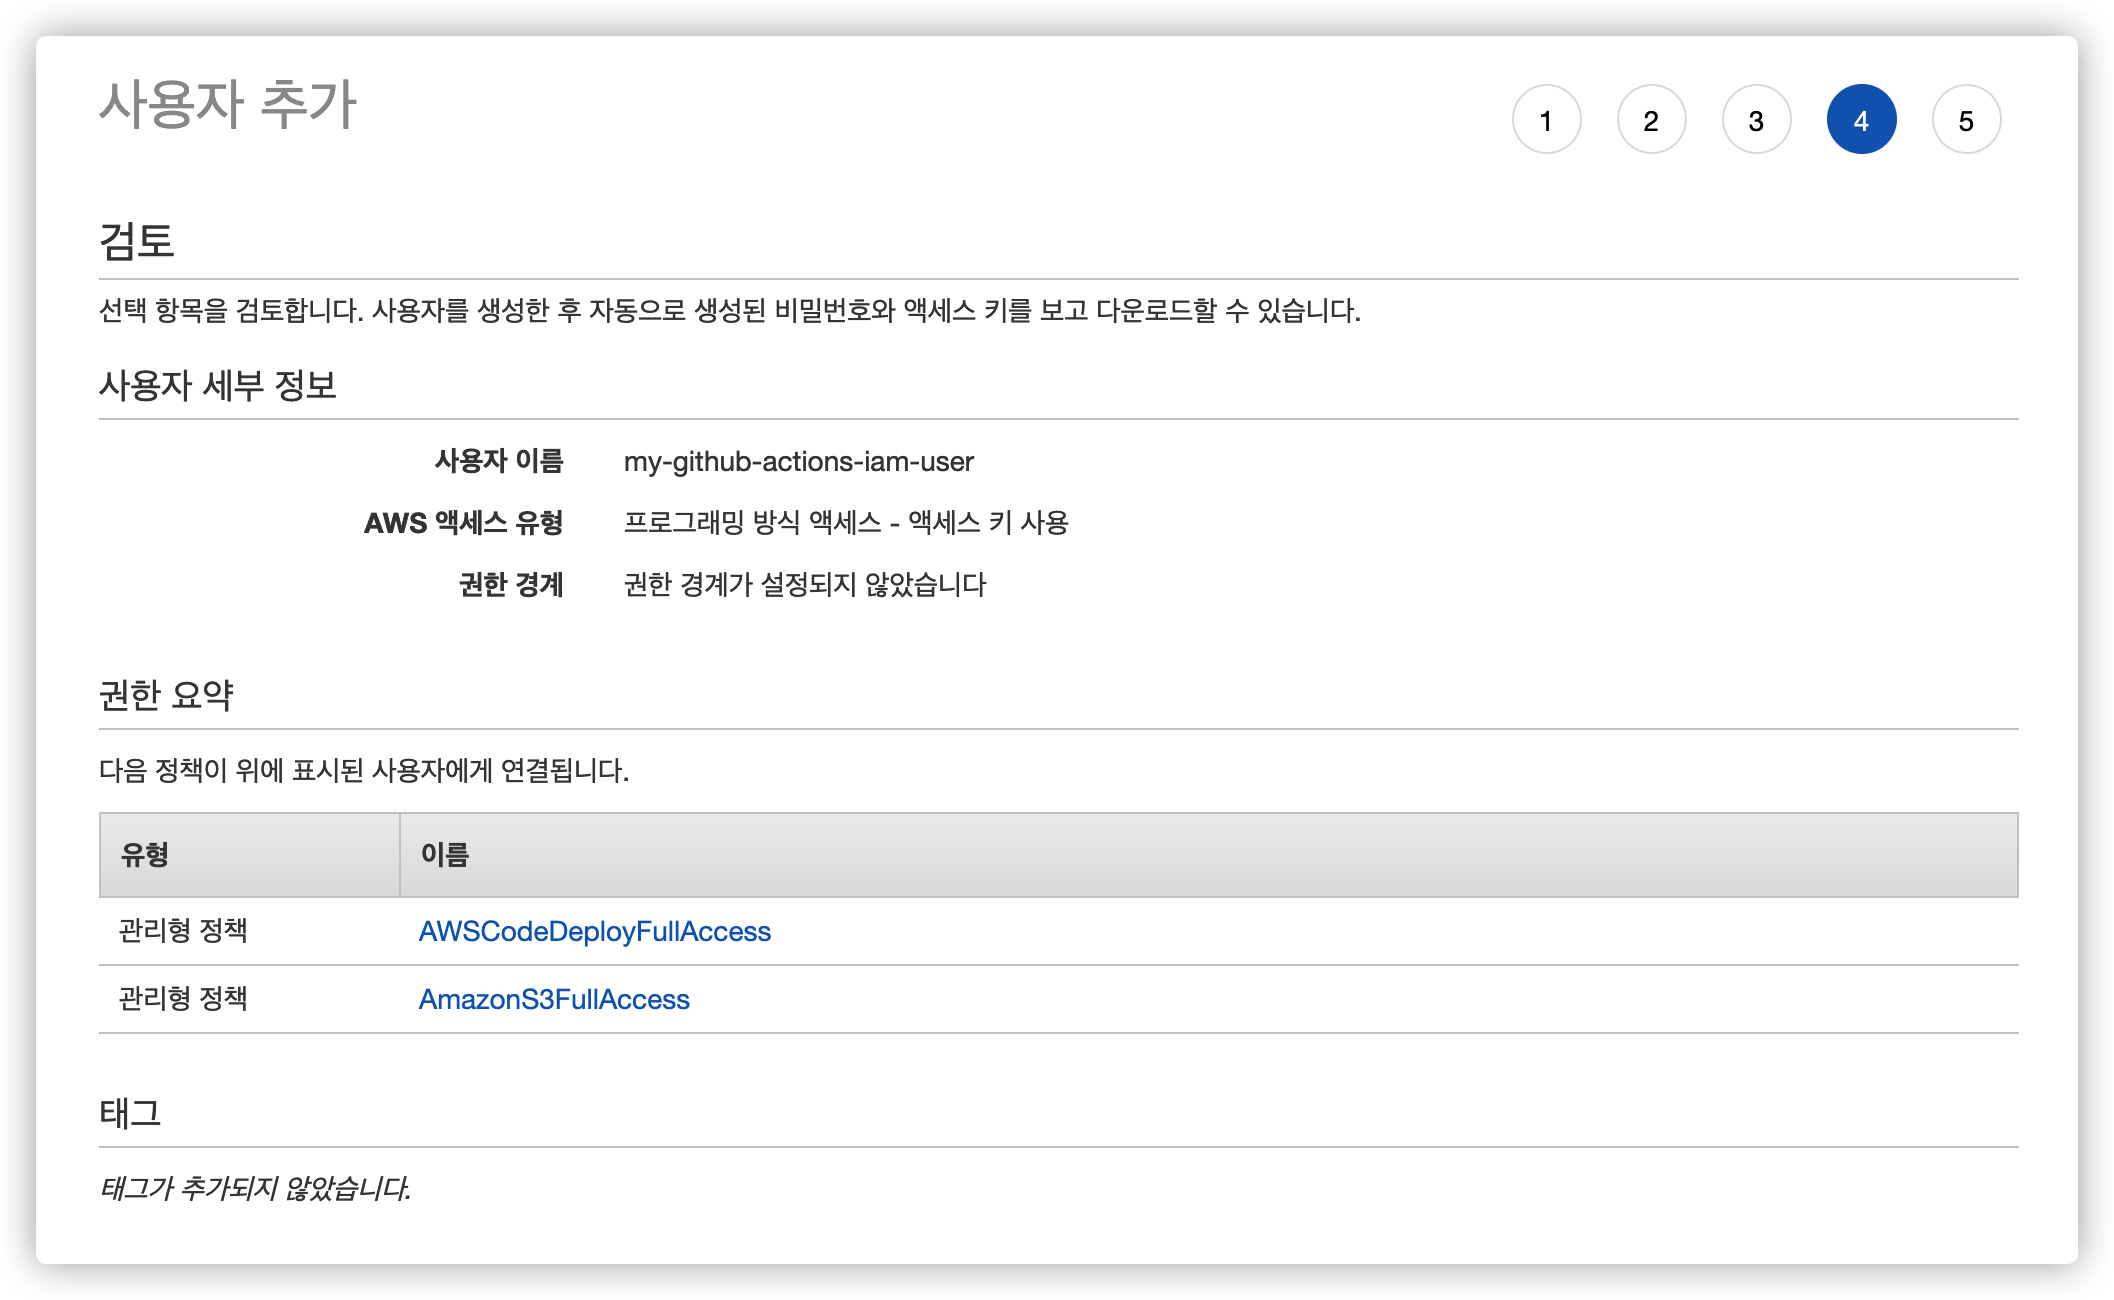 사용자 추가
1 2 3 4 5
검토
선택 항목을 검토합니다. 사용자를 생성한 후 자동으로 생성된 비밀번호와 액세스 키를 보고 다운로드할 수 있습니다.
사용자 세부 정보
사용자 이름 my-github-actions-iam-user
AWS 액세스 유형 프로그래밍 방식 액세스 - 액세스 키 사용
권한 경계 권한 경계가 설정되지 않았습니다
권한 요약
다음 정책이 위에 표시된 사용자에게 연결됩니다.
유형 이름
관리형 정책 AWSCodeDeployFullAccess
관리형 정책 AmazonS3FullAccess
태그
태그가 추가되지 않았습니다.